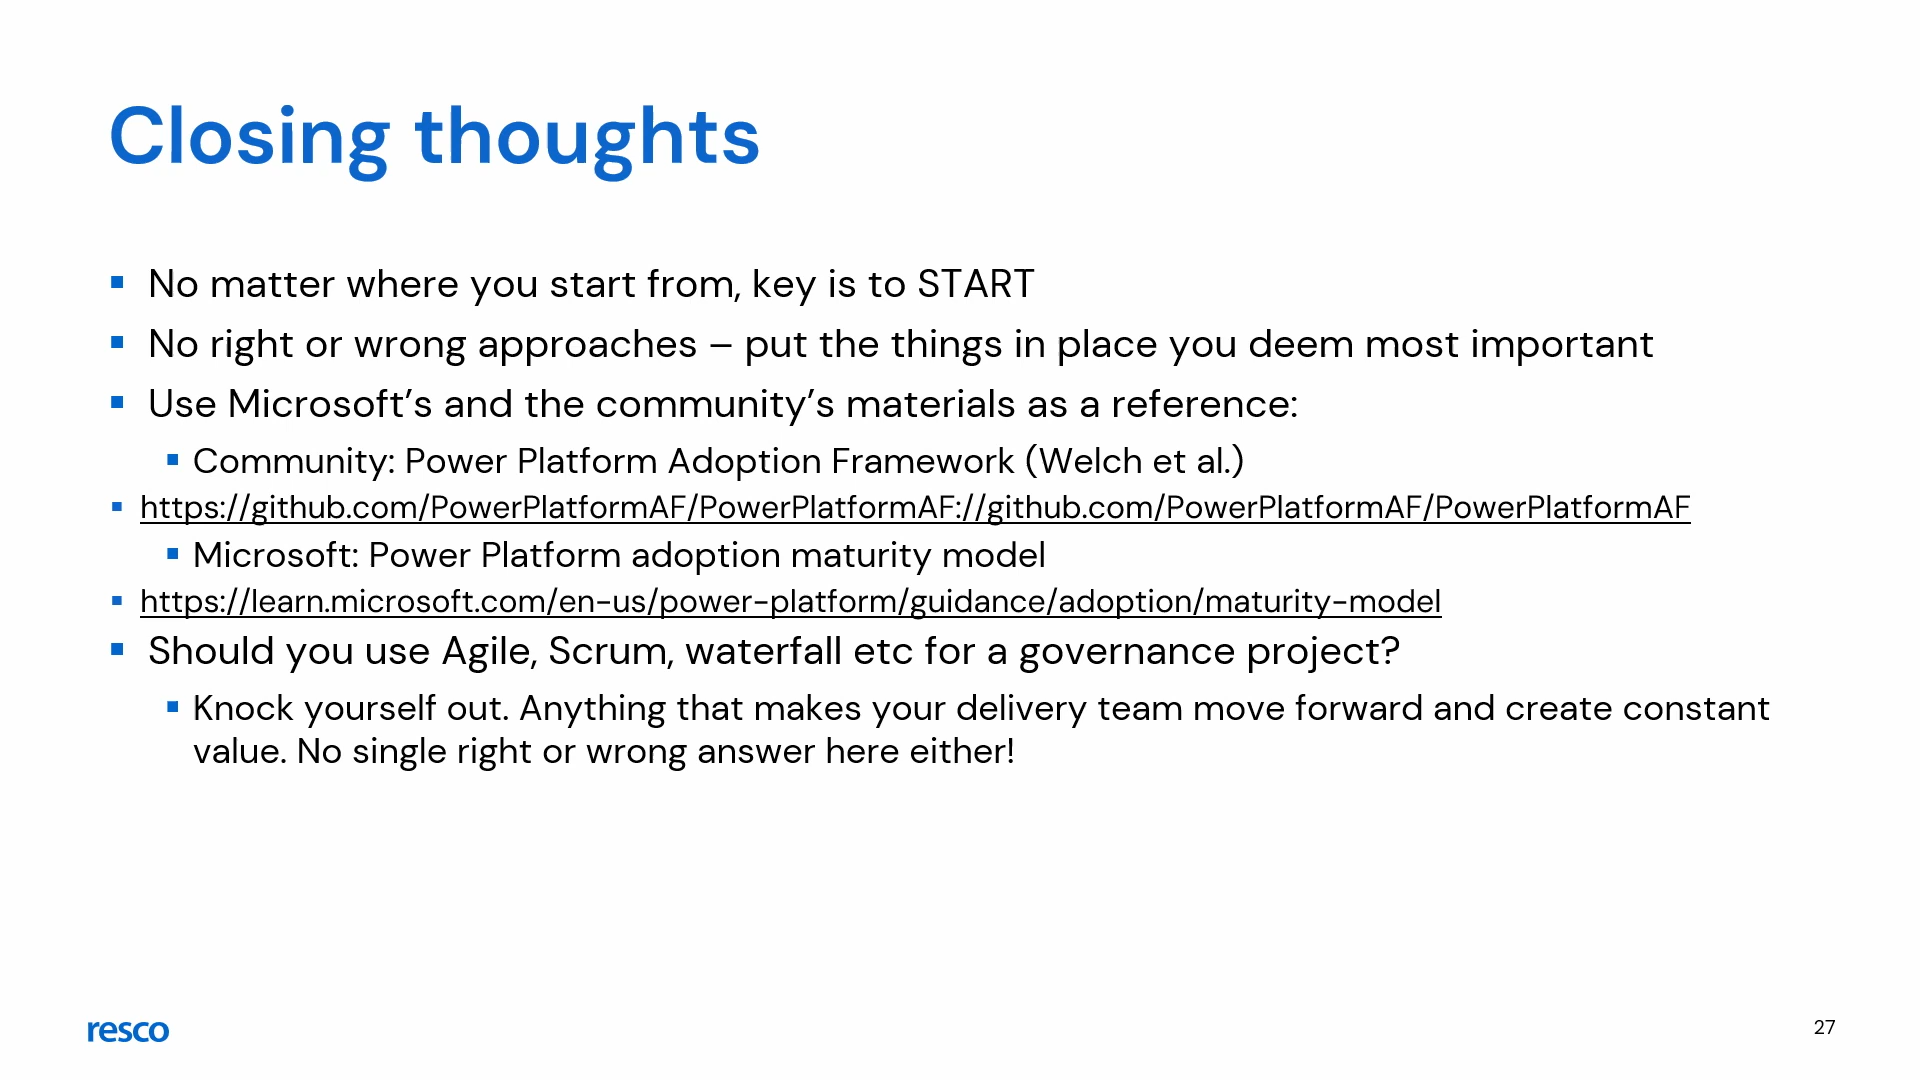 Closing thoughts
▪ No matter where you start from, key is to START
▪ No right or wrong approaches – put the things in place you deem most important
▪ Use Microsoft’s and the community’s materials as a reference:
▪ Community: Power Platform Adoption Framework (Welch et al.)
▪ https://github.com/PowerPlatformAF/PowerPlatformAF://github.com/PowerPlatformAF/PowerPlatformAF
▪ Microsoft: Power Platform adoption maturity model
▪ https://learn.microsoft.com/en-us/power-platform/guidance/adoption/maturity-model
▪ Should you use Agile, Scrum, waterfall etc for a governance project?
▪ Knock yourself out. Anything that makes your delivery team move forward and create constant
value. No single right or wrong answer here either!
resco
27